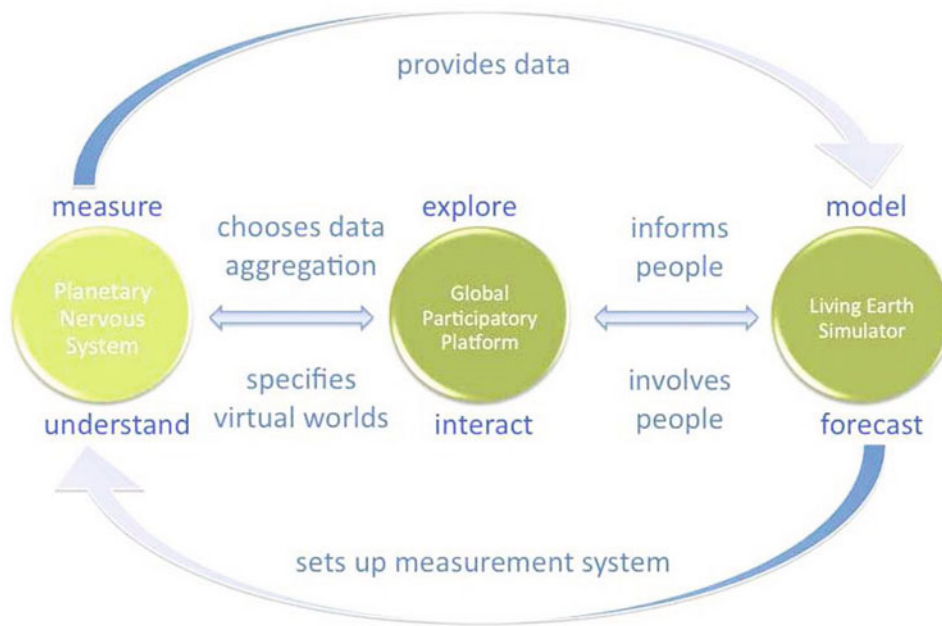 provides data
measure
explore
model
chooses data
aggregation
informs
people
Planetary
Nervous
System
Global
Participatory
Platform
Living Earth
Simulator
specifies
virtual worlds
involves
people
understand
interact
forecast
sets up measurement system